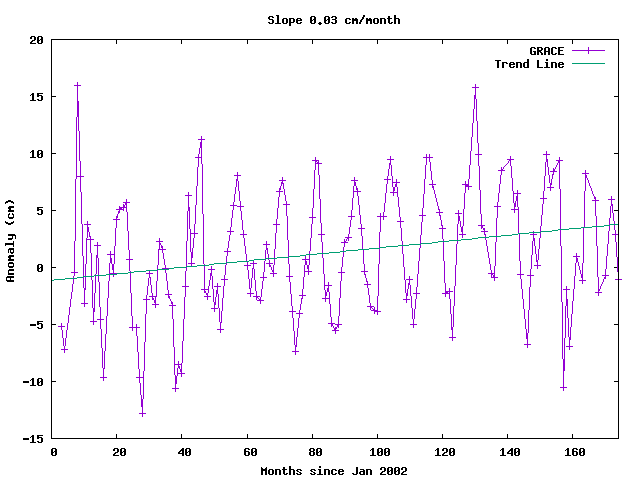 Slope 0.03 cm/month
GRACE
Trend Line
20
15
10
5
0
-5
-10
-15
Anomaly (cm)
0 20 40 60 80 100 120 140 160
Months since Jan 2002